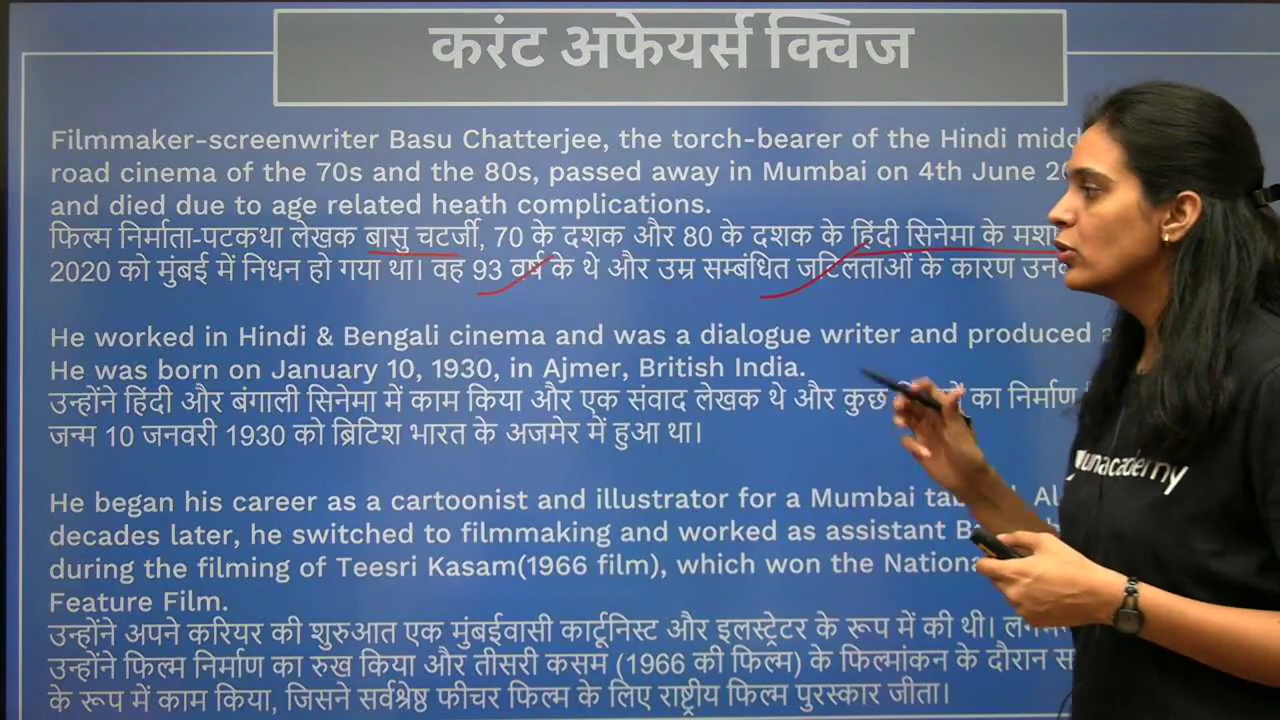 करंट अफेयर्स क्विज
Filmmaker-screenwriter Basu Chatterjee, the torch-bearer of the Hindi midd
road cinema of the 70s and the 80s, passed away in Mumbai on 4th June 20
and died due to age related heath complications.
फिल्म निर्माता-पटकथा लेखक बासु चटर्जी, 70 के दशक और 80 के दशक के हिंदी सिनेमा के मश
2020 को मुंबई में निधन हो गया था। वह 93 वर्ष के थे और उम्र सम्बंधित जटिलताओं के कारण
He worked in Hindi & Bengali cinema and was a dialogue writer and produced a
He was born on January 10, 1930, in Ajmer, British India.
उन्होंने हिंदी और बंगाली सिनेमा में काम किया और एक संवाद लेखक थे और कुछ का निर्माण
जन्म 10 जनवरी 1930 को ब्रिटिश भारत के अजमेर में हुआ था।
unacademy
He began his career as a cartoonist and illustrator for a Mumbai tab Al
decades later, he switched to filmmaking and worked as assistant
during the filming of Teesri Kasam(1966 film), which won the Nationa
Feature Film.
उन्होंने अपने करियर की शुरुआत एक मुंबईवासी कार्टूनिस्ट और इलस्ट्रेटर के रूप में की थी।
उन्होंने फिल्म निर्माण का रुख किया और तीसरी कसम (1966 की फिल्म) के फिल्मांकन के दौरान स
के रूप में काम किया, जिसने सर्वश्रेष्ठ फीचर फिल्म के लिए राष्ट्रीय फिल्म पुरस्कार जीता।